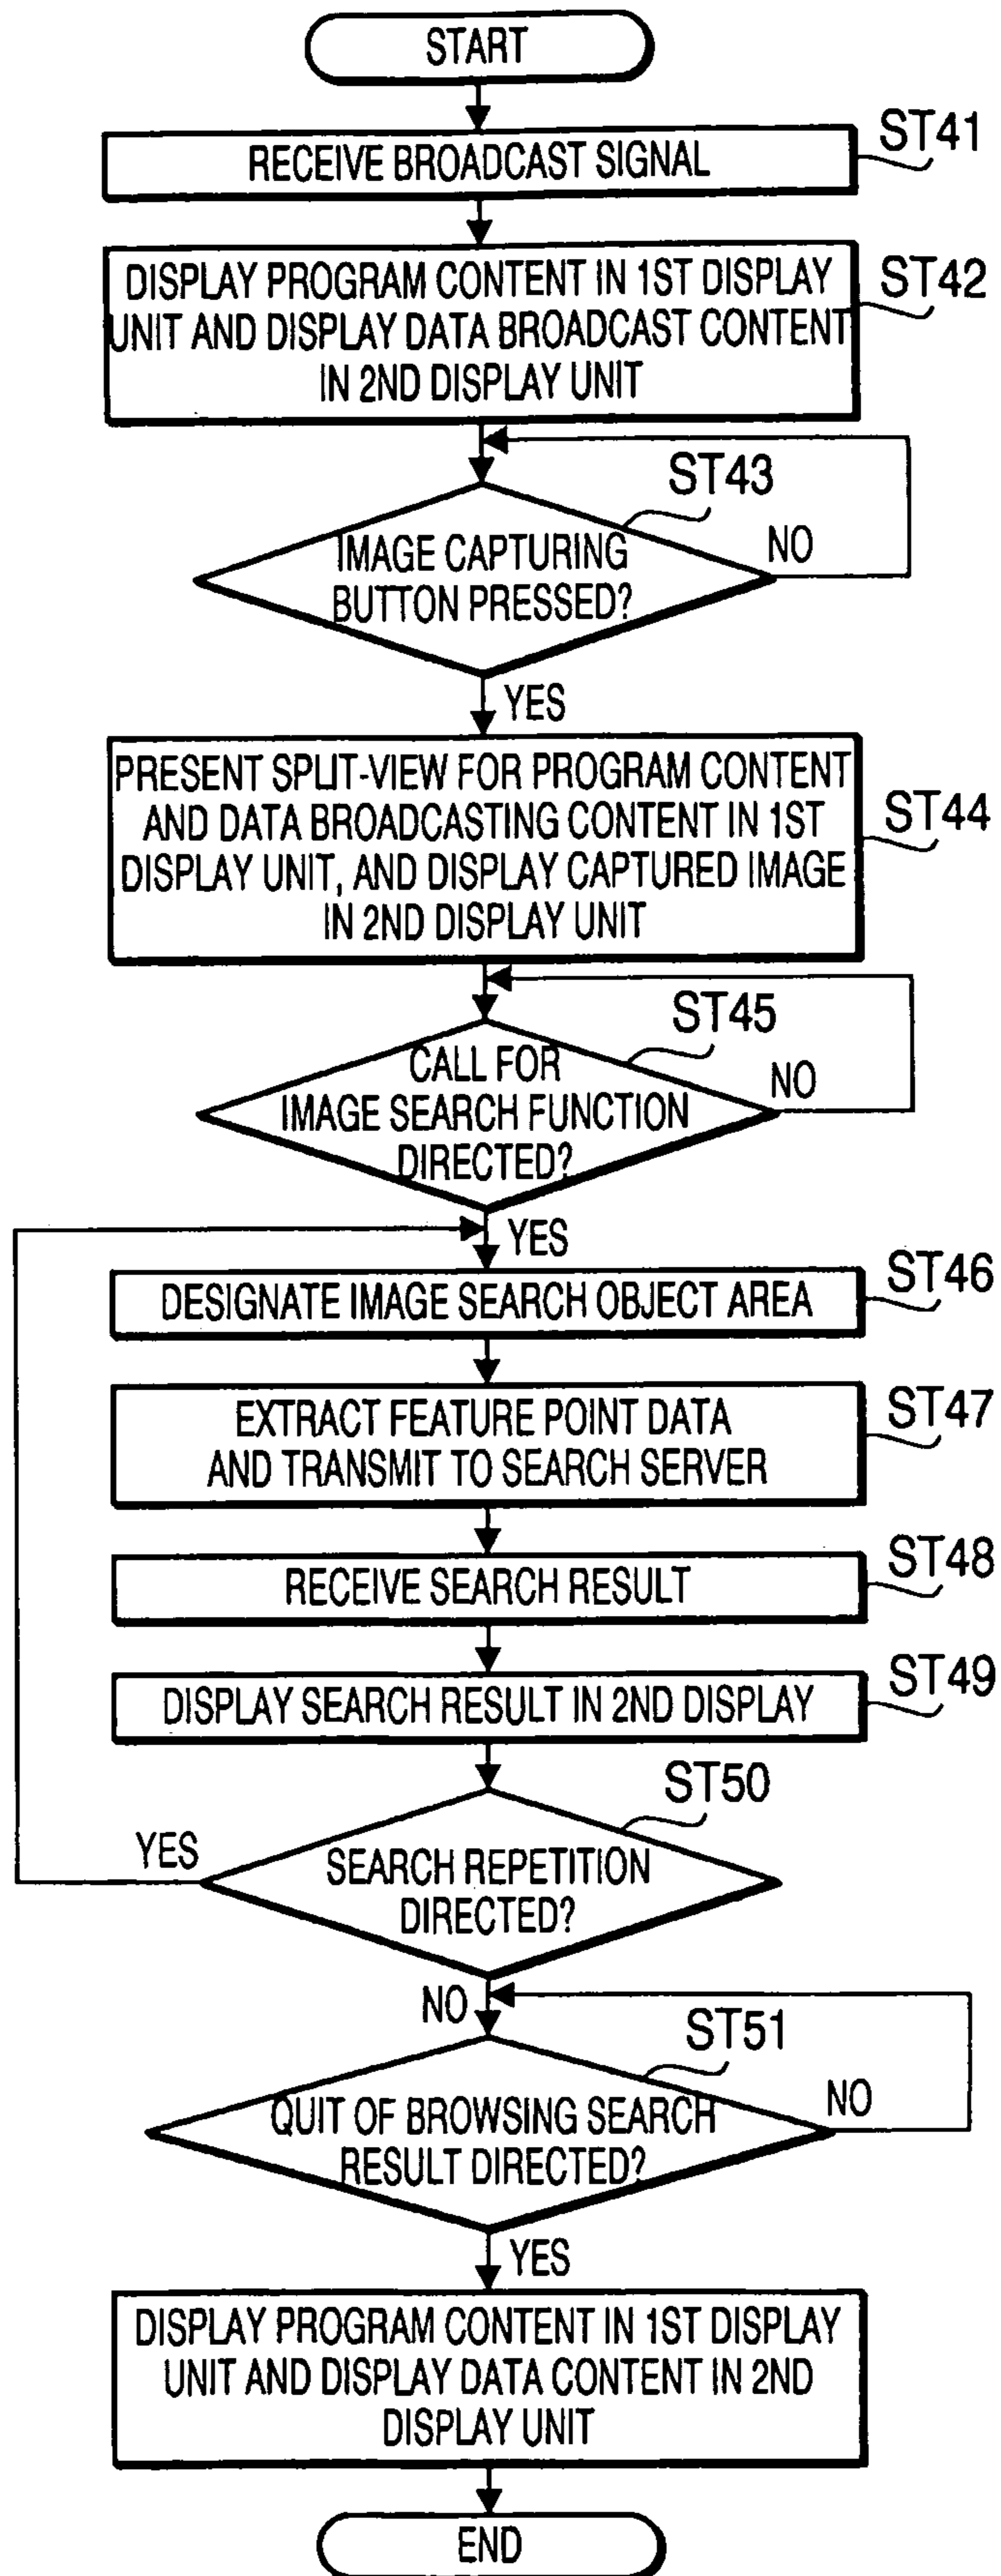 START
RECEIVE BROADCAST SIGNAL
ST41
DISPLAY PROGRAM CONTENT IN 1ST DISPLAY
UNIT AND DISPLAY DATA BROADCAST CONTENT
IN 2ND DISPLAY UNIT
ST42
IMAGE CAPTURING
BUTTON PRESSED?
ST43
NO
YES
PRESENT SPLIT-VIEW FOR PROGRAM CONTENT
AND DATA BROADCASTING CONTENT IN 1ST
DISPLAY UNIT, AND DISPLAY CAPTURED IMAGE
IN 2ND DISPLAY UNIT
ST44
CALL FOR
IMAGE SEARCH FUNCTION
DIRECTED?
ST45
NO
YES
DESIGNATE IMAGE SEARCH OBJECT AREA
ST46
EXTRACT FEATURE POINT DATA
AND TRANSMIT TO SEARCH SERVER
ST47
RECEIVE SEARCH RESULT
ST48
DISPLAY SEARCH RESULT IN 2ND DISPLAY
ST49
SEARCH REPETITION
DIRECTED?
ST50
YES
NO
QUIT OF BROWSING SEARCH
RESULT DIRECTED?
ST51
NO
YES
DISPLAY PROGRAM CONTENT IN 1ST DISPLAY
UNIT AND DISPLAY DATA CONTENT IN 2ND
DISPLAY UNIT
END